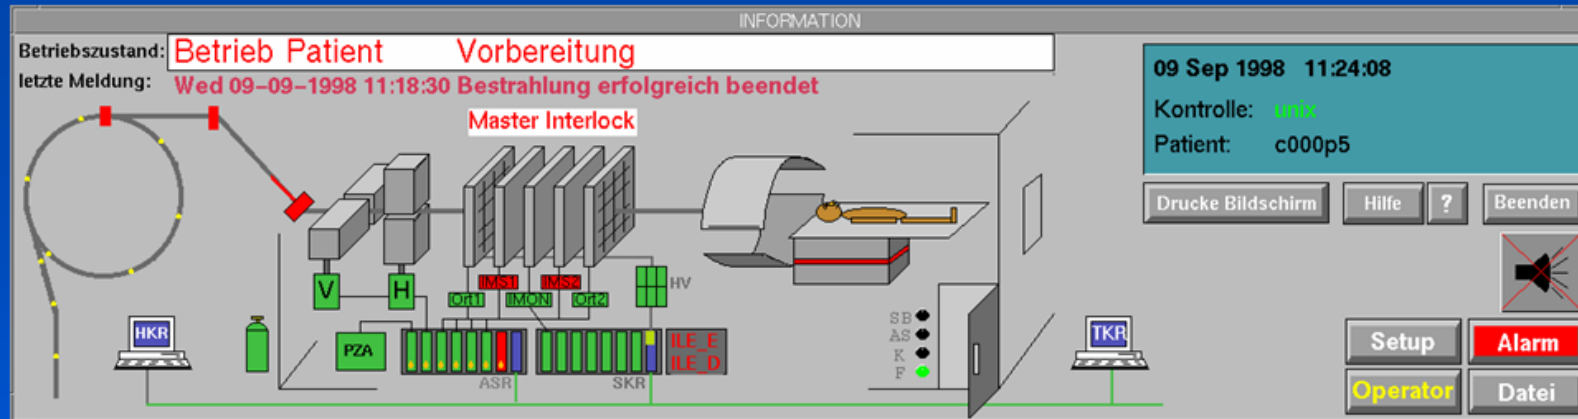 INFORMATION
Betriebszustand: Betrieb Patient Vorbereitung
letzte Meldung: Wed 09-09-1998 11:18:30 Bestrahlung erfolgreich beendet
09 Sep 1998 11:24:08
Kontrolle: unix
Patient: c000p5
Master Interlock
Drucke Bildschirm Hilfe ? Beenden
V H
IMS1 IMS2
Ort1 IMON Ort2
HV
HKR
PZA
ASR
SKR
ILE_E
ILE_D
SB
AS
K
F
TKR
Setup Alarm
Operator Datei